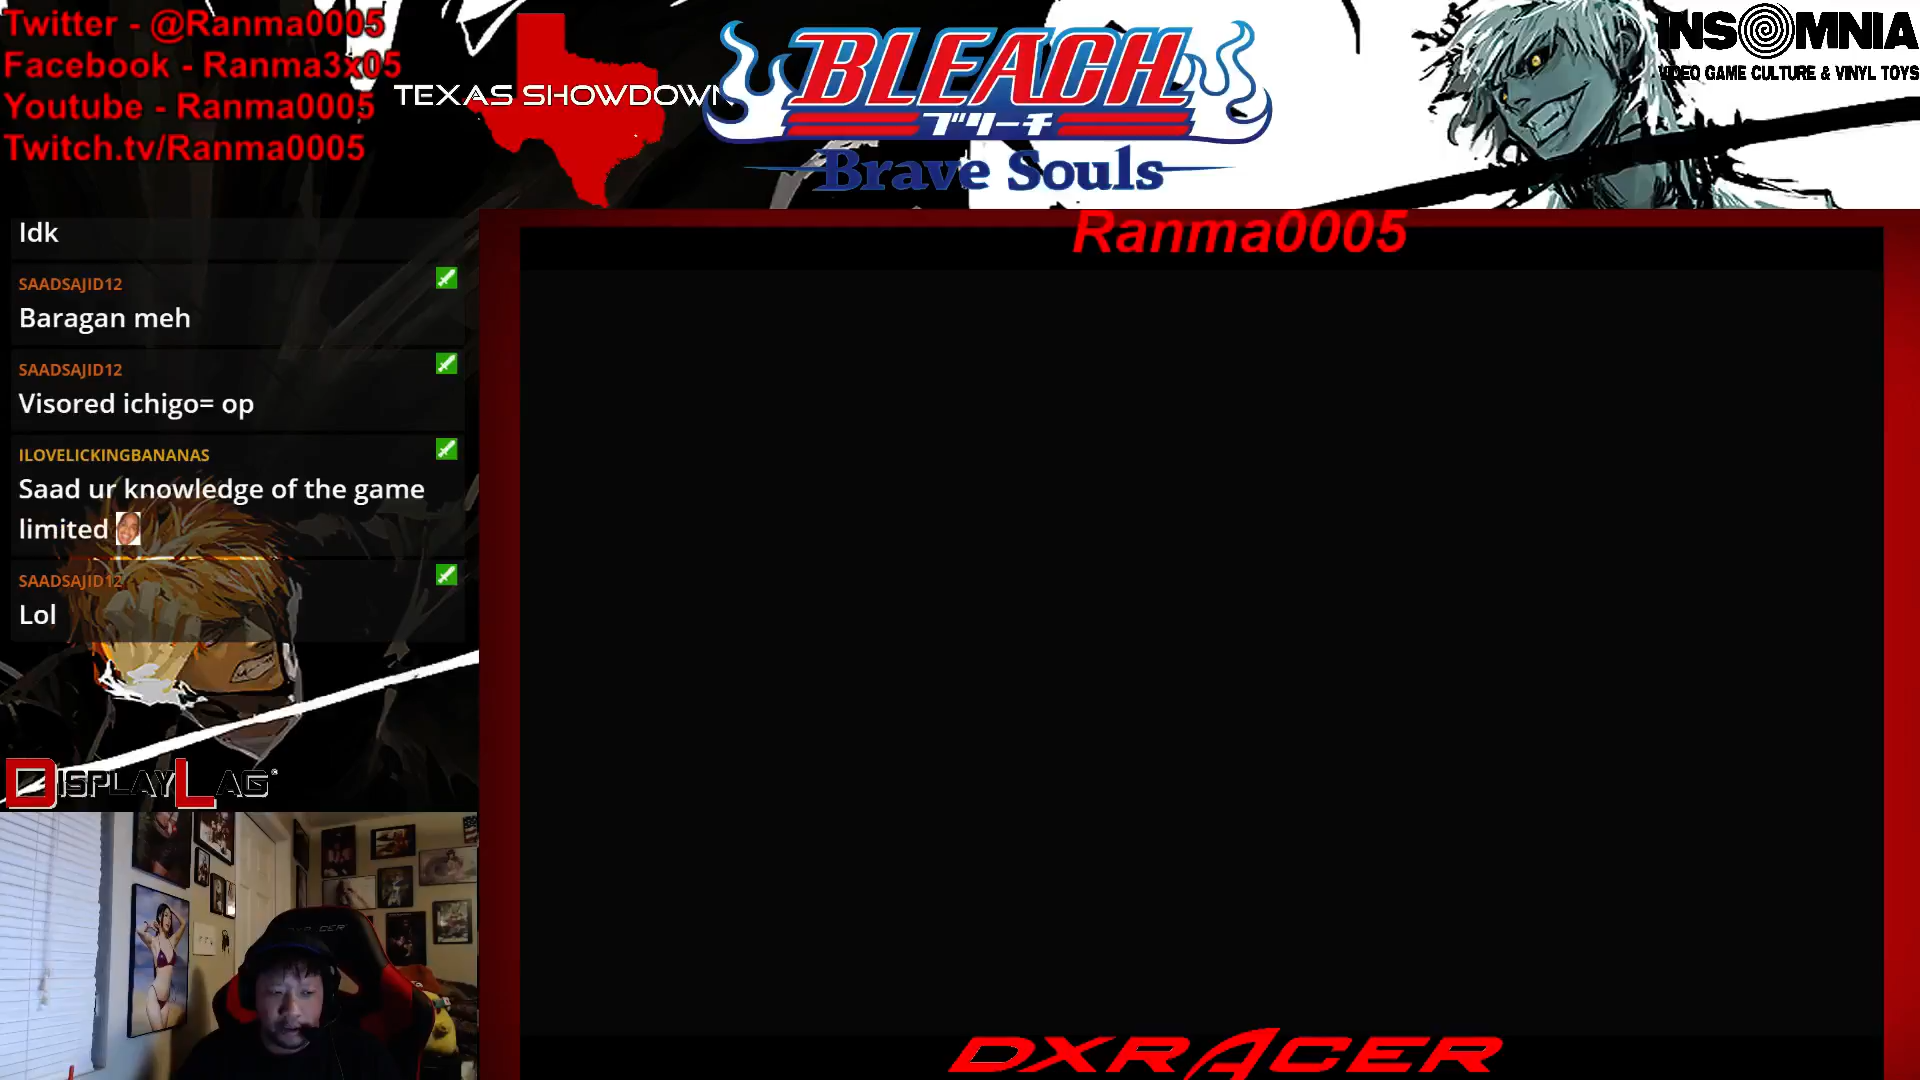 Twitter - @Ranma0005
Facebook - Ranma3x05
Youtube - Ranma0005
Twitch.tv/Ranma0005
TEXAS SHOWDOWN
BLEACH
ブリーチ
Brave Souls
INSOMNIA
VIDEO GAME CULTURE & VINYL TOYS
Ranma0005
Idk
SAADSAJID12
Baragan meh
SAADSAJID12
Visored ichigo= op
ILOVELICKINGBANANAS
Saad ur knowledge of the game
limited
SAADSAJID12
Lol
DISPLAYLAG
DXRACER